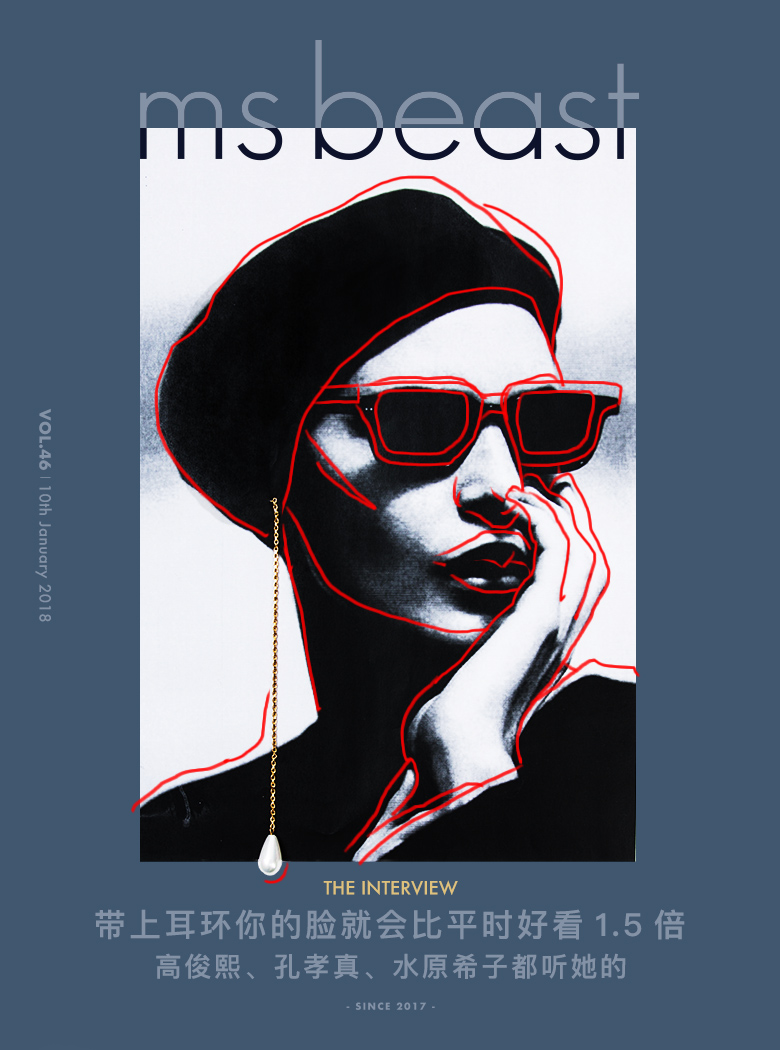 ms beast
VOL.46 | 10th January 2018
THE INTERVIEW
带上耳环你的脸就会比平时好看 1.5 倍
高俊熙、孔孝真、水原希子都听她的
- SINCE 2017 -